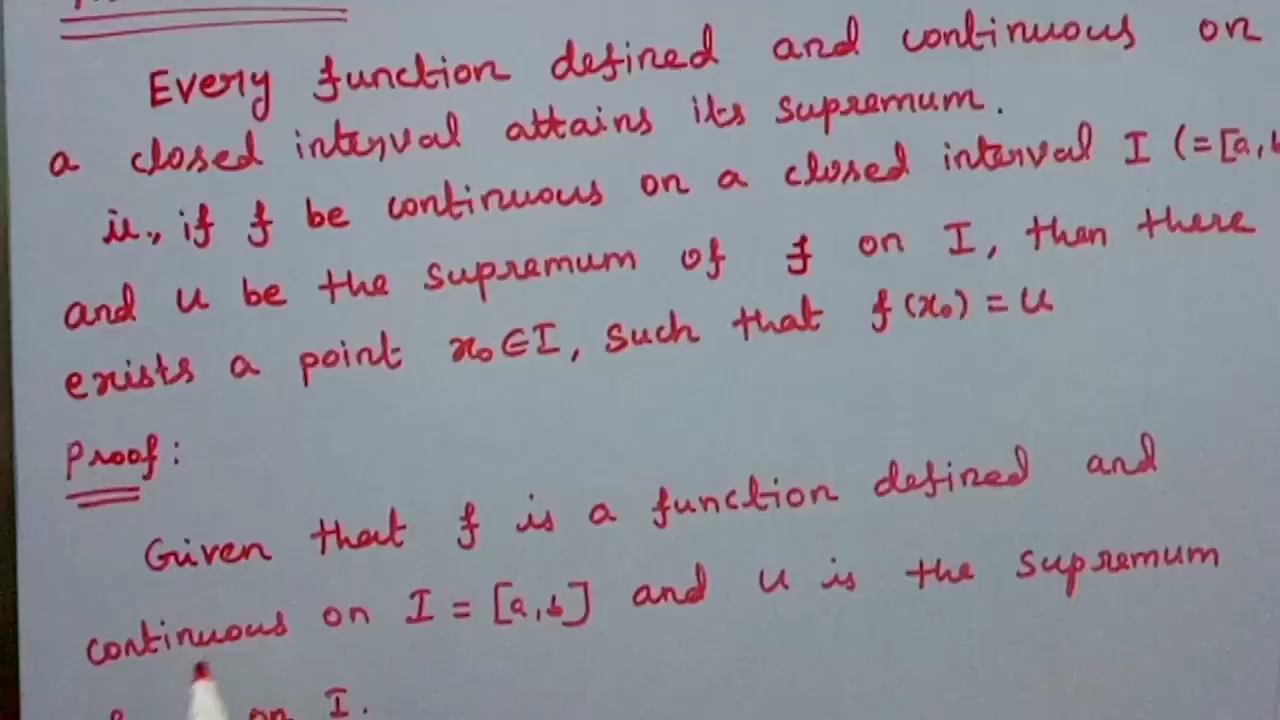 Every function defined and continuous on
a closed interval attains its supremum.
ie., if f be continuous on a closed interval I (=[a,b
and u be the supremum of f on I, then there
exists a point x₀∈I, such that f(x₀) = u
Proof:
Given that f is a function defined and
continuous on I = [a,b] and u is the supremum
on I.